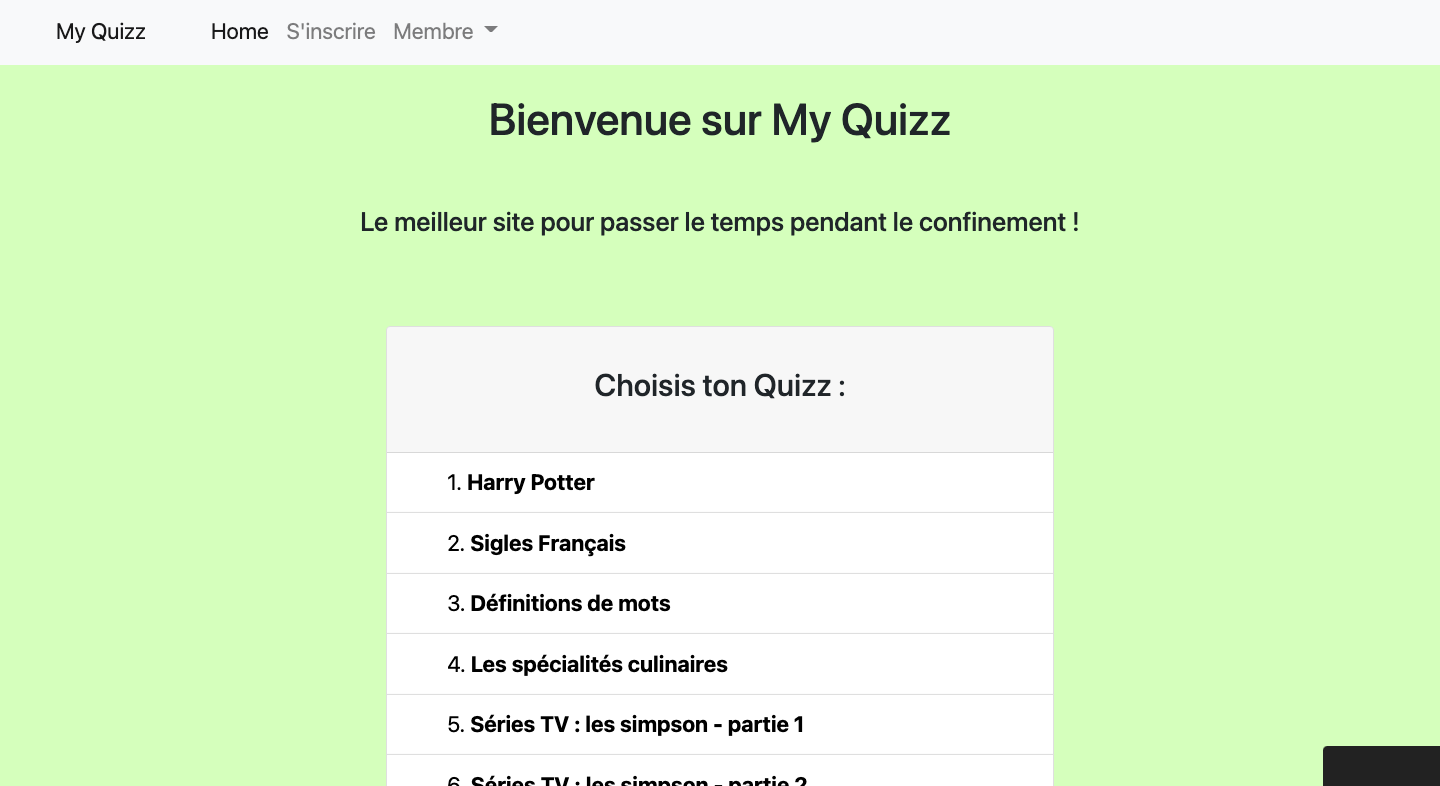 My Quizz Home S'inscrire Membre
Bienvenue sur My Quizz
Le meilleur site pour passer le temps pendant le confinement !
Choisis ton Quizz :
1. Harry Potter
2. Sigles Français
3. Définitions de mots
4. Les spécialités culinaires
5. Séries TV : les simpson - partie 1
6. Séries TV : les simpson - partie 2